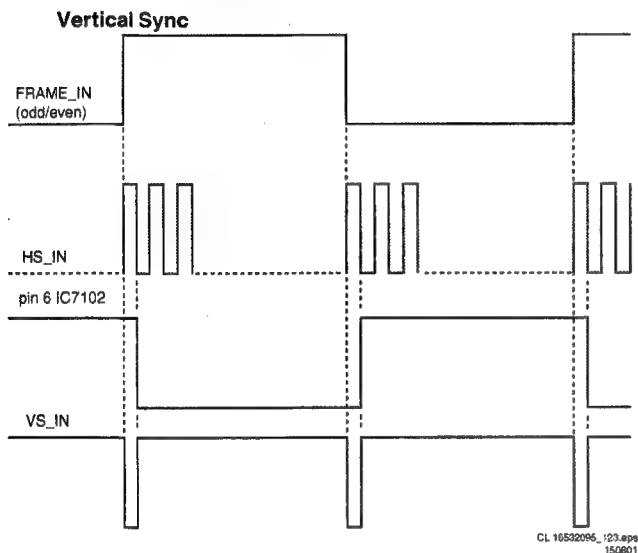 Vertical Sync
FRAME_IN
(odd/even)
HS_IN
pin 6 IC7102
VS_IN
CL 16532095_123.eps
150801